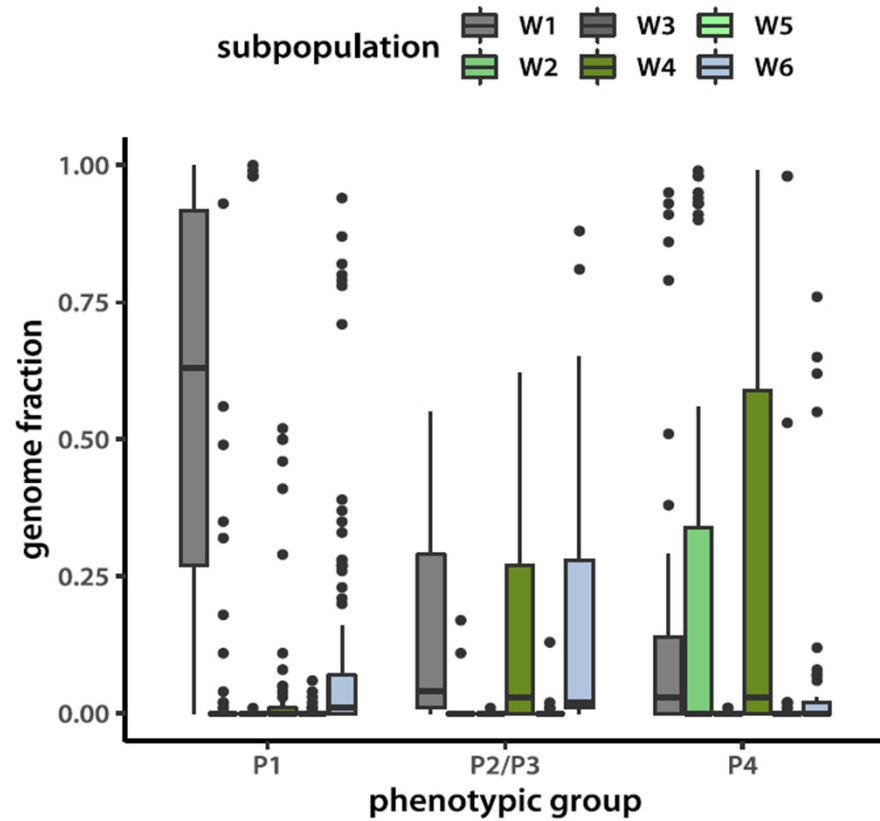 subpopulation W1 W3 W5
W2 W4 W6
1.00
0.75
0.50
0.25
0.00
genome fraction
P1 P2/P3 P4
phenotypic group